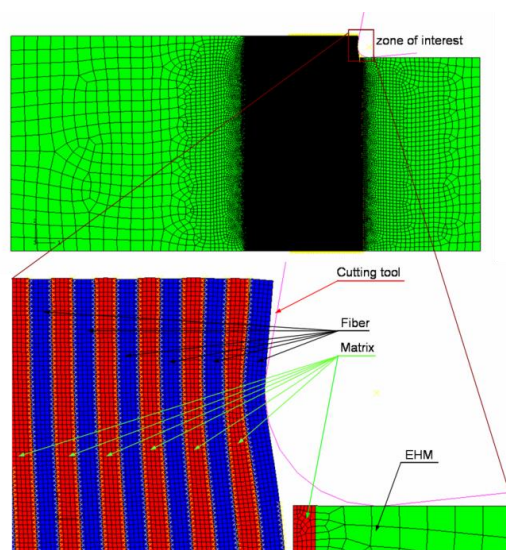 zone of interest
Cutting tool
Fiber
Matrix
EHM